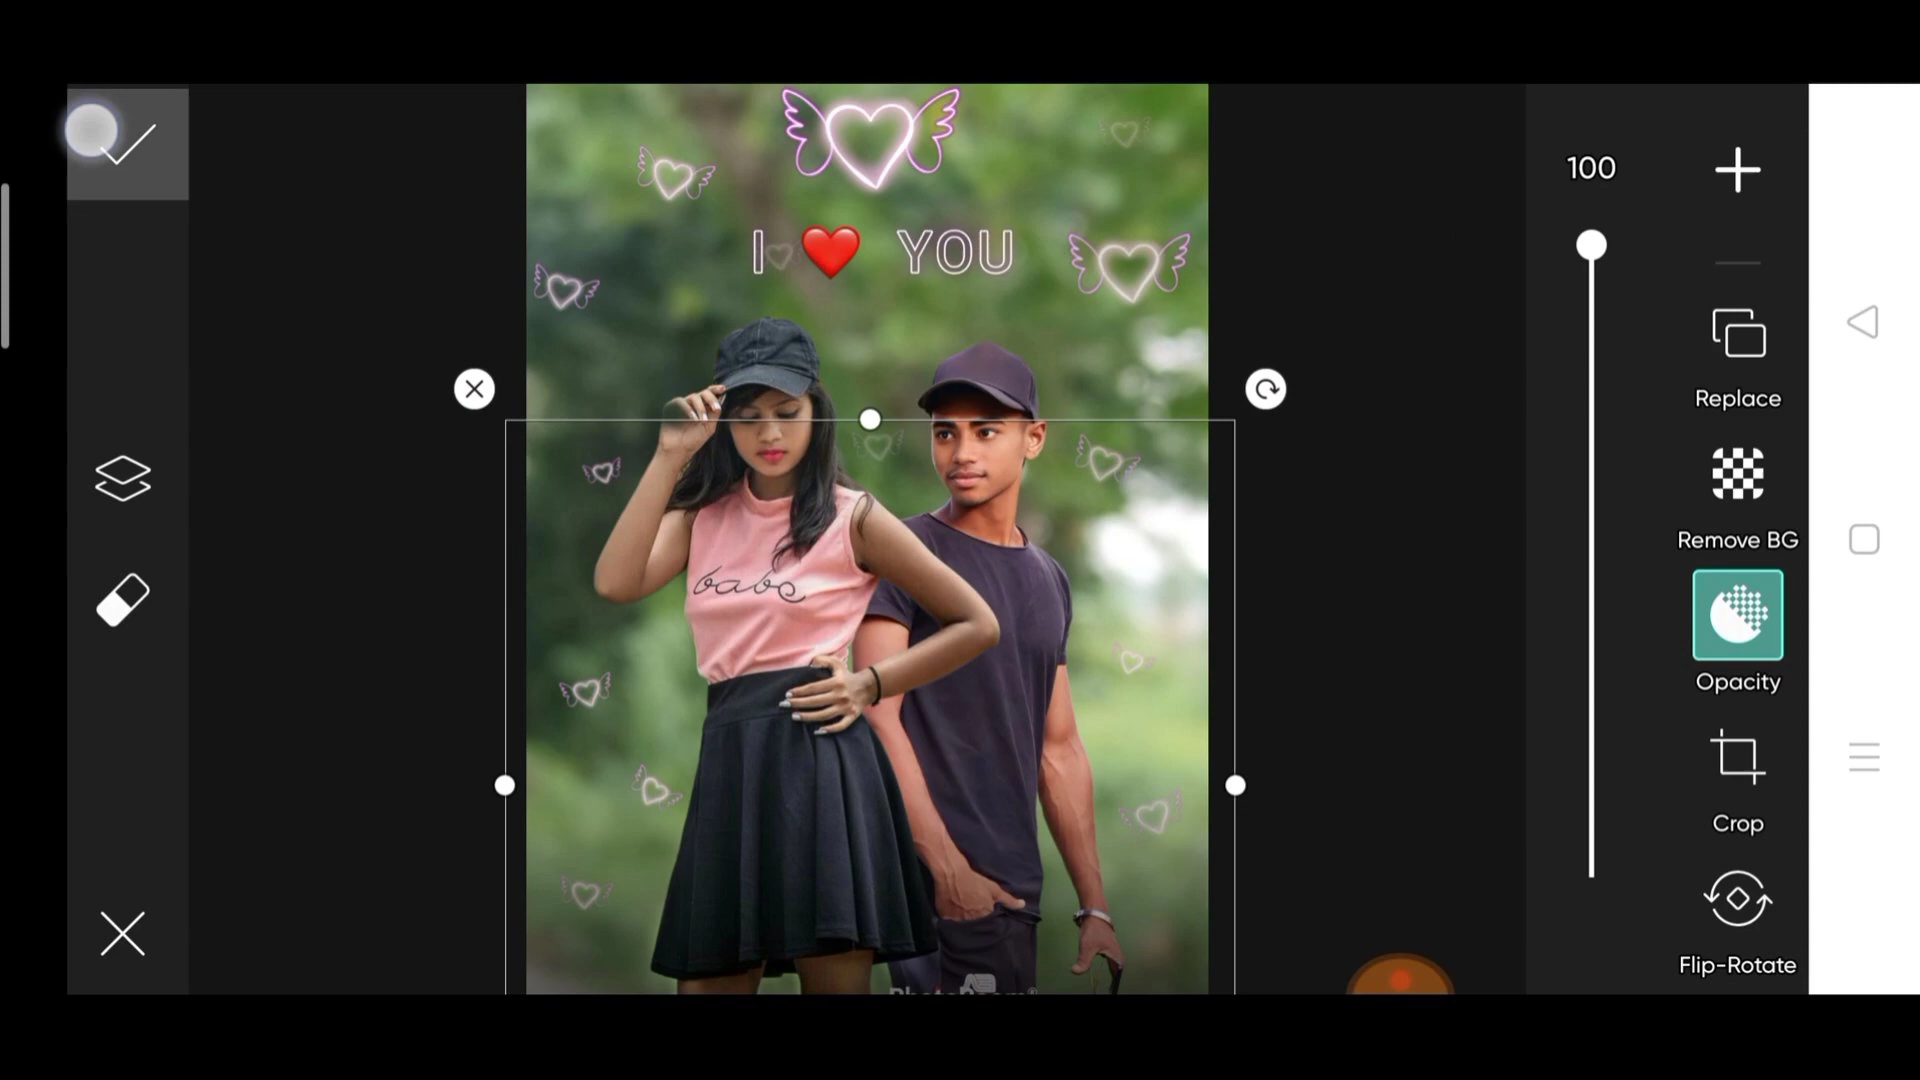 100
I ❤️ YOU
Replace
Remove BG
babe
Opacity
Crop
Flip-Rotate